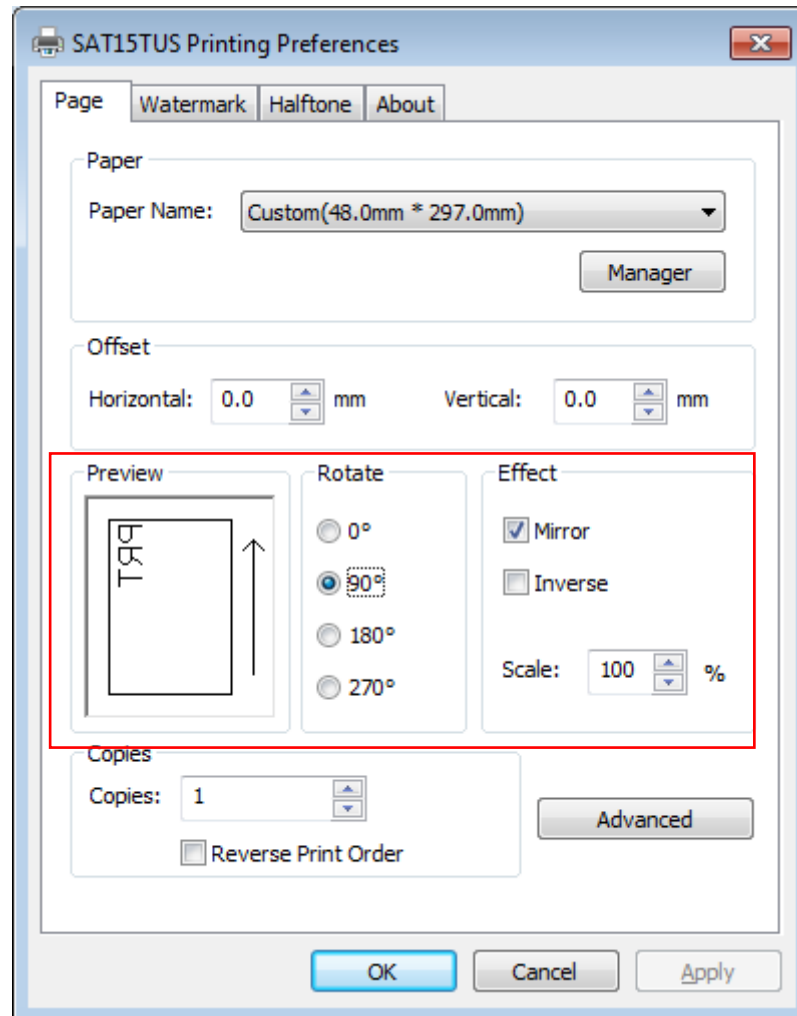 SAT15TUS Printing Preferences
Page Watermark Halftone About
Paper
Paper Name: Custom(48.0mm * 297.0mm)
Manager
Offset
Horizontal: 0.0 mm Vertical: 0.0 mm
Preview Rotate Effect
PRT
0° Mirror
90° Inverse
180°
Scale: 100 %
270°
Copies
Copies: 1
Advanced
Reverse Print Order
OK Cancel Apply